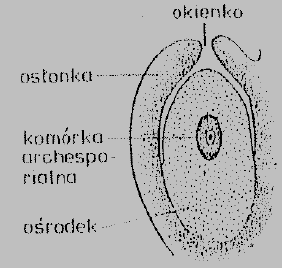 okienko
osłonka
komórka
archespo-
rialna
ośrodek